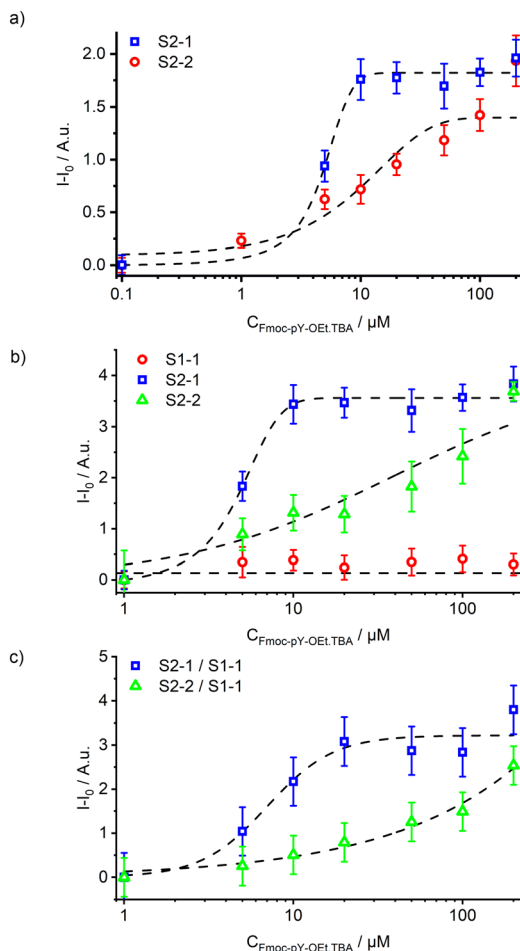 a)
S2-1
S2-2
2.0
1.5
1.0
0.5
0.0
I-I₀ / A.u.
0.1
1
10
100
C_Fmoc-pY-OEt.TBA / µM
b)
S1-1
S2-1
S2-2
4
3
2
1
0
I-I₀ / A.u.
1
10
100
C_Fmoc-pY-OEt.TBA / µM
c)
S2-1 / S1-1
S2-2 / S1-1
5
4
3
2
1
0
I-I₀ / A.u.
1
10
100
C_Fmoc-pY-OEt.TBA / µM